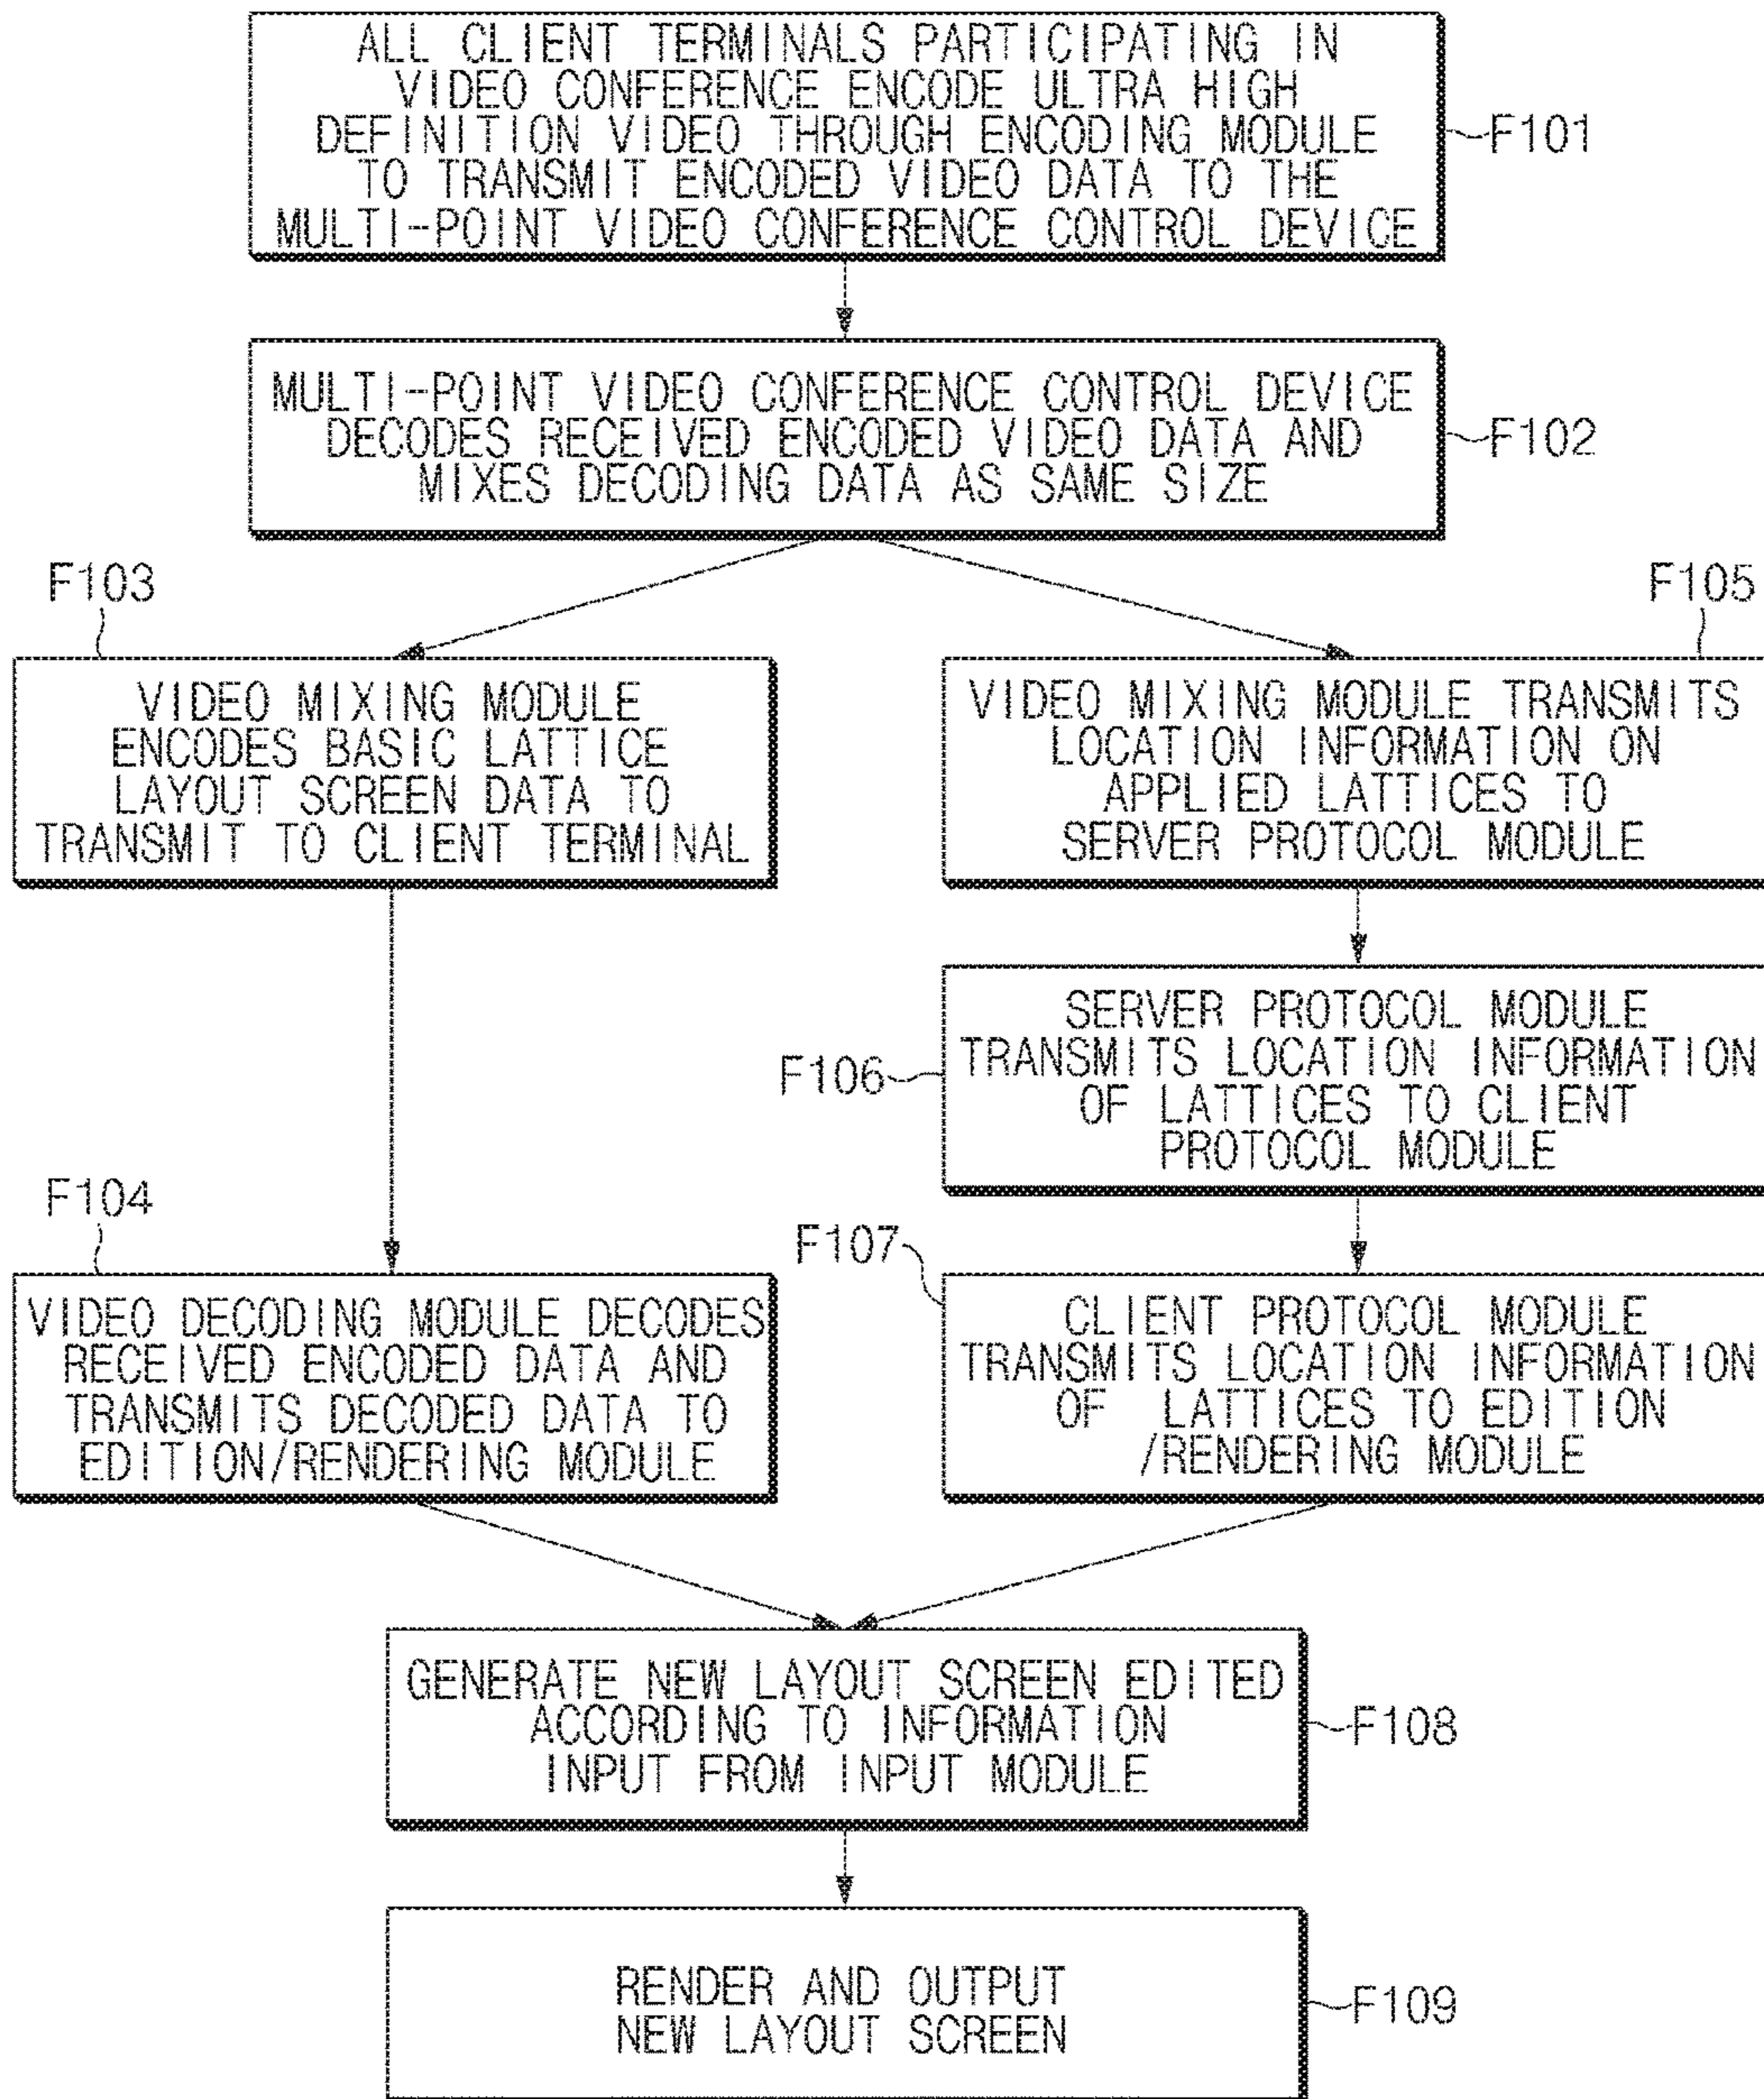 ALL CLIENT TERMINALS PARTICIPATING IN
VIDEO CONFERENCE ENCODE ULTRA HIGH
DEFINITION VIDEO THROUGH ENCODING MODULE
TO TRANSMIT ENCODED VIDEO DATA TO THE
MULTI-POINT VIDEO CONFERENCE CONTROL DEVICE
F101
MULTI-POINT VIDEO CONFERENCE CONTROL DEVICE
DECODES RECEIVED ENCODED VIDEO DATA AND
MIXES DECODING DATA AS SAME SIZE
F102
F103
VIDEO MIXING MODULE
ENCODES BASIC LATTICE
LAYOUT SCREEN DATA TO
TRANSMIT TO CLIENT TERMINAL
F105
VIDEO MIXING MODULE TRANSMITS
LOCATION INFORMATION ON
APPLIED LATTICES TO
SERVER PROTOCOL MODULE
F106
SERVER PROTOCOL MODULE
TRANSMITS LOCATION INFORMATION
OF LATTICES TO CLIENT
PROTOCOL MODULE
F104
VIDEO DECODING MODULE DECODES
RECEIVED ENCODED DATA AND
TRANSMITS DECODED DATA TO
EDITION/RENDERING MODULE
F107
CLIENT PROTOCOL MODULE
TRANSMITS LOCATION INFORMATION
OF LATTICES TO EDITION
/RENDERING MODULE
GENERATE NEW LAYOUT SCREEN EDITED
ACCORDING TO INFORMATION
INPUT FROM INPUT MODULE
F108
RENDER AND OUTPUT
NEW LAYOUT SCREEN
F109